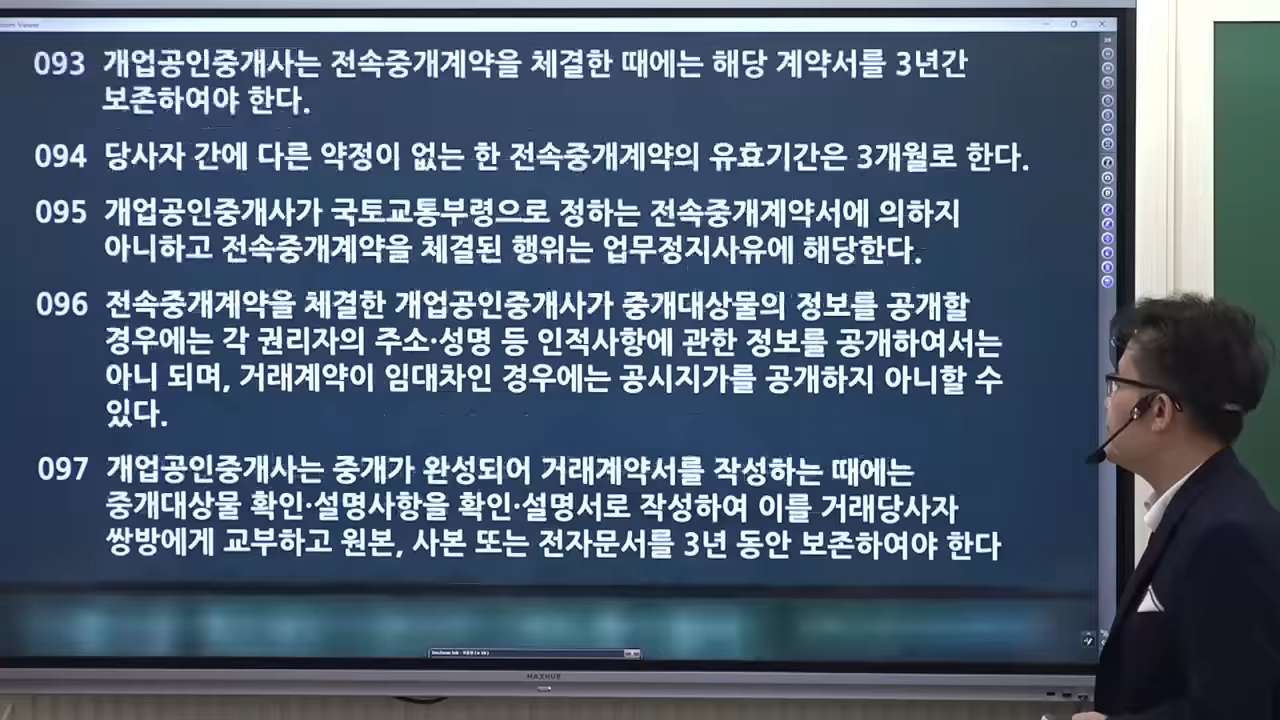 093 개업공인중개사는 전속중개계약을 체결한 때에는 해당 계약서를 3년간
보존하여야 한다.
094 당사자 간에 다른 약정이 없는 한 전속중개계약의 유효기간은 3개월로 한다.
095 개업공인중개사가 국토교통부령으로 정하는 전속중개계약서에 의하지
아니하고 전속중개계약을 체결된 행위는 업무정지사유에 해당한다.
096 전속중개계약을 체결한 개업공인중개사가 중개대상물의 정보를 공개할
경우에는 각 권리자의 주소·성명 등 인적사항에 관한 정보를 공개하여서는
아니 되며, 거래계약이 임대차인 경우에는 공시지가를 공개하지 아니할 수
있다.
097 개업공인중개사는 중개가 완성되어 거래계약서를 작성하는 때에는
중개대상물 확인·설명사항을 확인·설명서로 작성하여 이를 거래당사자
쌍방에게 교부하고 원본, 사본 또는 전자문서를 3년 동안 보존하여야 한다
MAXHUB